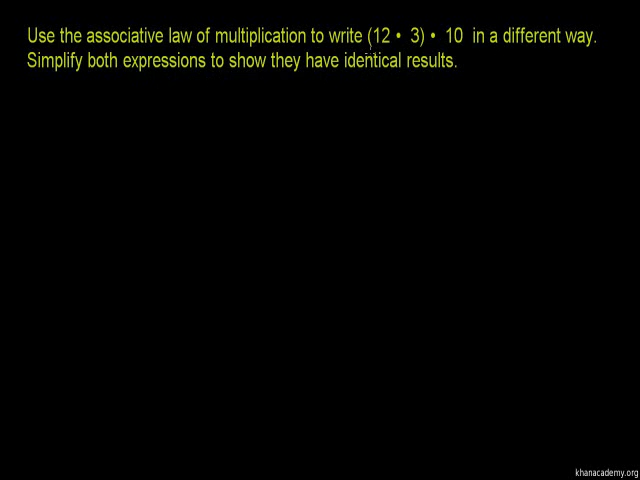 Use the associative law of multiplication to write (12 • 3) • 10 in a different way.
Simplify both expressions to show they have identical results.
khanacademy.org